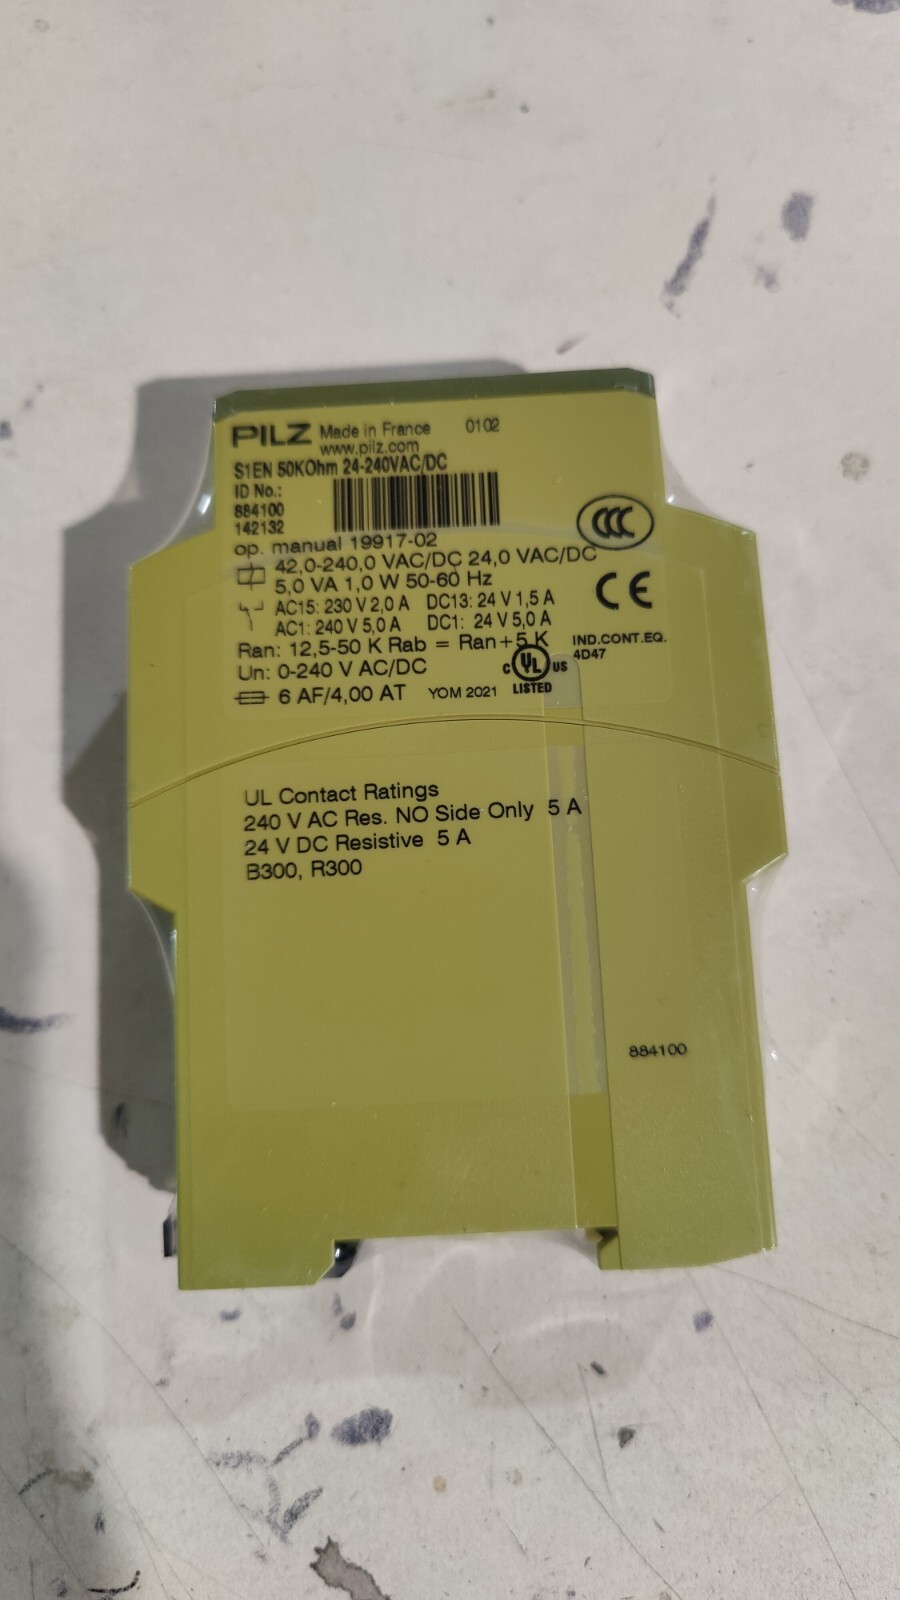 PILZ Made in France 0102
www.pilz.com
S1EN 50KOhm 24-240VAC/DC
ID No.:
884100
142132
CCC
op. manual 19917-02
42,0-240,0 VAC/DC 24,0 VAC/DC
5,0 VA 1,0 W 50-60 Hz
CE
AC15: 230 V 2,0 A DC13: 24 V 1,5 A
AC1: 240 V 5,0 A DC1: 24 V 5,0 A
Ran: 12,5-50 K Rab = Ran+5 K
IND.CONT.EQ.
4D47
Un: 0-240 V AC/DC
C UL US
LISTED
6 AF/4,00 AT YOM 2021
UL Contact Ratings
240 V AC Res. NO Side Only 5 A
24 V DC Resistive 5 A
B300, R300
884100